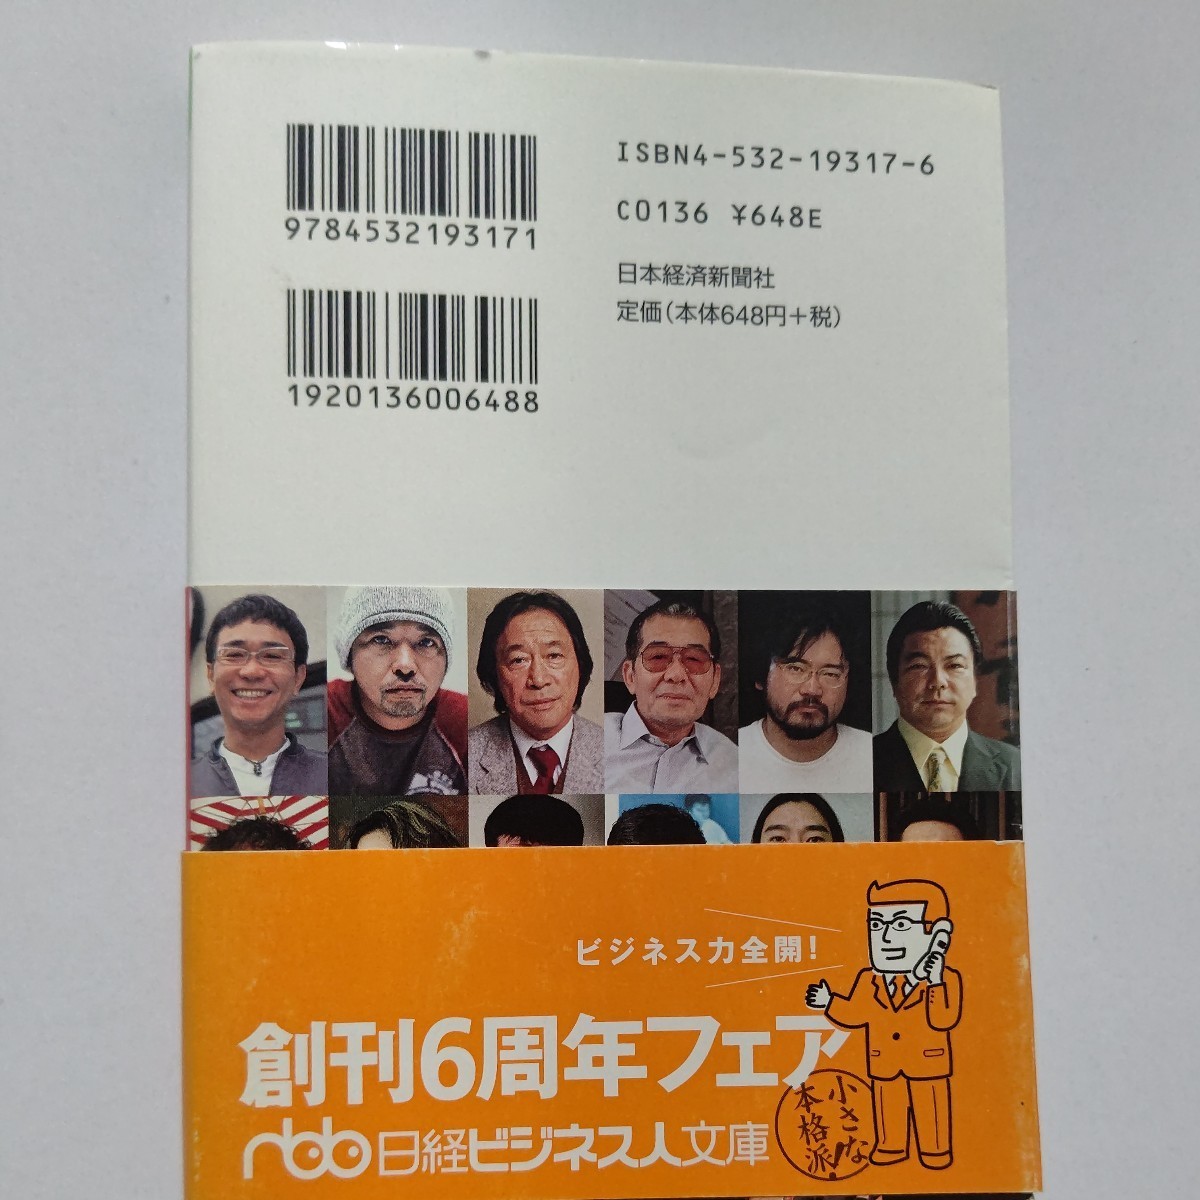 ISBN4-532-19317-6
C0136 ¥648E
日本経済新聞社
定価(本体648円+税)
9784532193171
1920136006488
ビジネス力全開!
創刊6周年フェア
nbb 日経ビジネス人文庫
小さな
本格派!